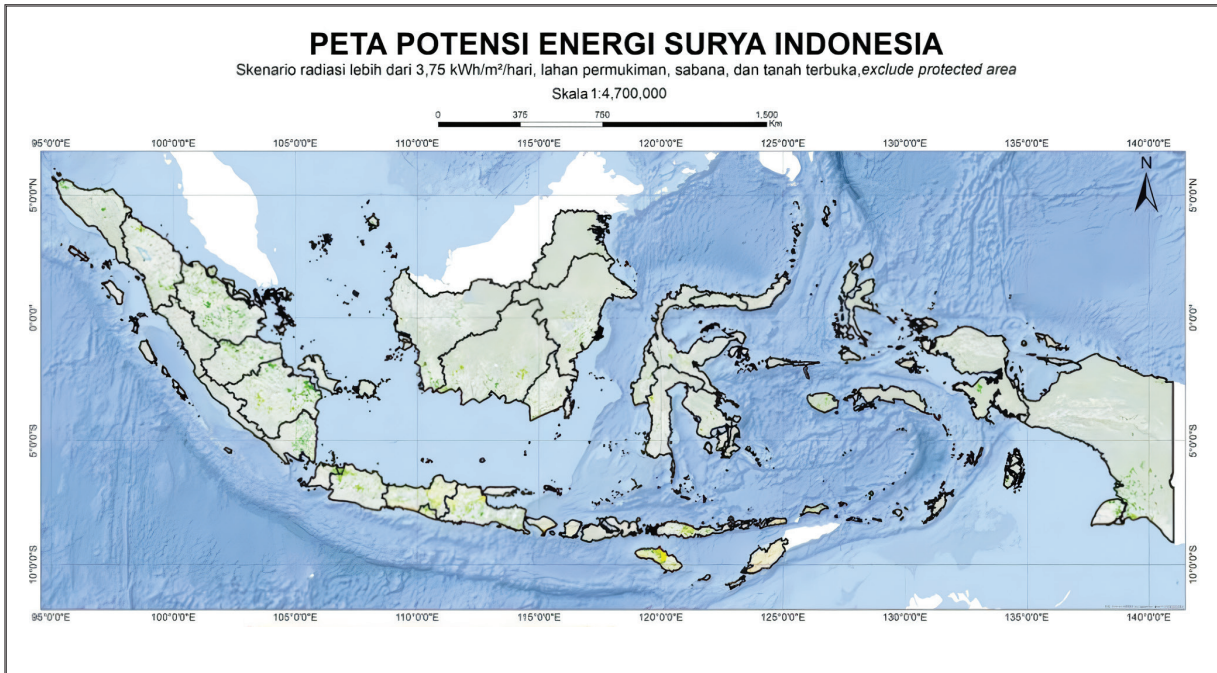 PETA POTENSI ENERGI SURYA INDONESIA
Skenario radiasi lebih dari 3,75 kWh/m²/hari, lahan permukiman, sabana, dan tanah terbuka,exclude protected area
Skala 1:4,700,000
0 375 750 1,500
Km
95°0'0"E 100°0'0"E 105°0'0"E 110°0'0"E 115°0'0"E 120°0'0"E 125°0'0"E 130°0'0"E 135°0'0"E 140°0'0"E
N
5°0'0"N 5°0'0"N
0°0'0" 0°0'0"
5°0'0"S 5°0'0"S
10°0'0"S 10°0'0"S
95°0'0"E 100°0'0"E 105°0'0"E 110°0'0"E 115°0'0"E 120°0'0"E 125°0'0"E 130°0'0"E 135°0'0"E 140°0'0"E